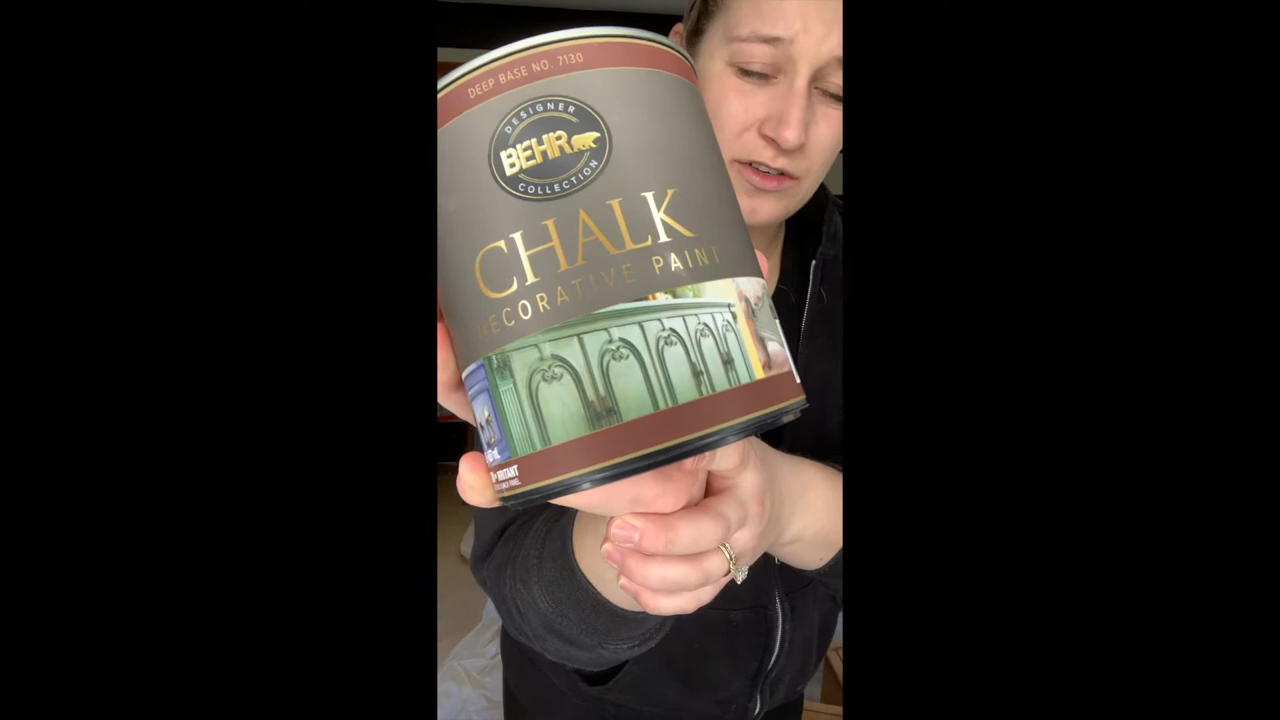 DEEP BASE NO. 7130
DESIGNER
BEHR
COLLECTION
CHALK
DECORATIVE PAINT